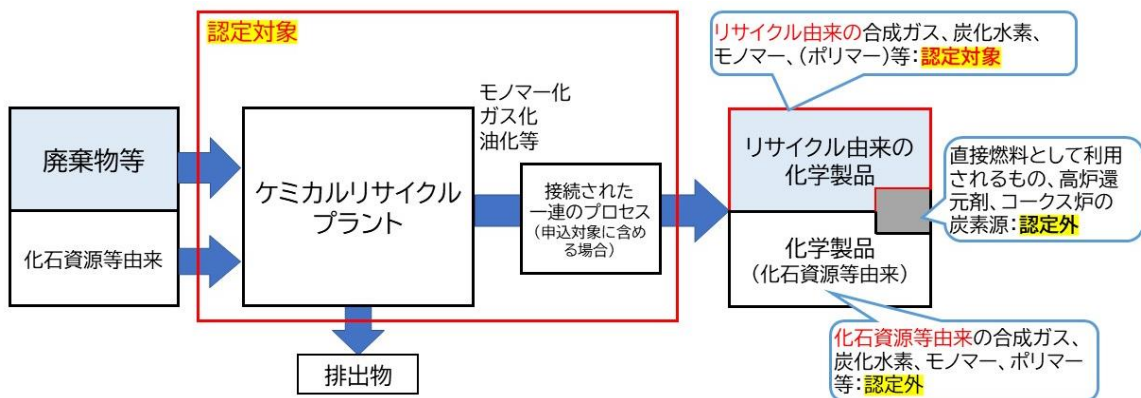 認定対象
廃棄物等
化石資源等由来
ケミカルリサイクル
プラント
モノマー化
ガス化
油化等
接続された
一連のプロセス
（申込対象に含め
る場合）
排出物
リサイクル由来の合成ガス、炭化水素、
モノマー、（ポリマー）等：認定対象
リサイクル由来の
化学製品
化学製品
（化石資源等由来）
直接燃料として利用
されるもの、高炉還
元剤、コークス炉の
炭素源：認定外
化石資源等由来の合成ガス、
炭化水素、モノマー、ポリマー
等：認定外